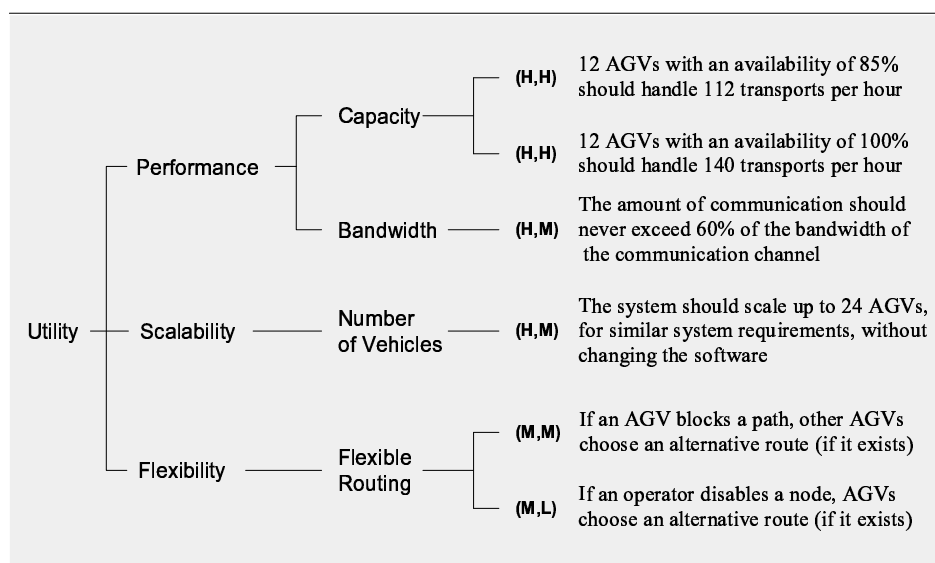 (H,H) 12 AGVs with an availability of 85%
should handle 112 transports per hour
Capacity
(H,H) 12 AGVs with an availability of 100%
should handle 140 transports per hour
Performance
Bandwidth
(H,M) The amount of communication should
never exceed 60% of the bandwidth of
the communication channel
Utility
Scalability
Number
of Vehicles
(H,M) The system should scale up to 24 AGVs,
for similar system requirements, without
changing the software
Flexibility
Flexible
Routing
(M,M) If an AGV blocks a path, other AGVs
choose an alternative route (if it exists)
(M,L) If an operator disables a node, AGVs
choose an alternative route (if it exists)